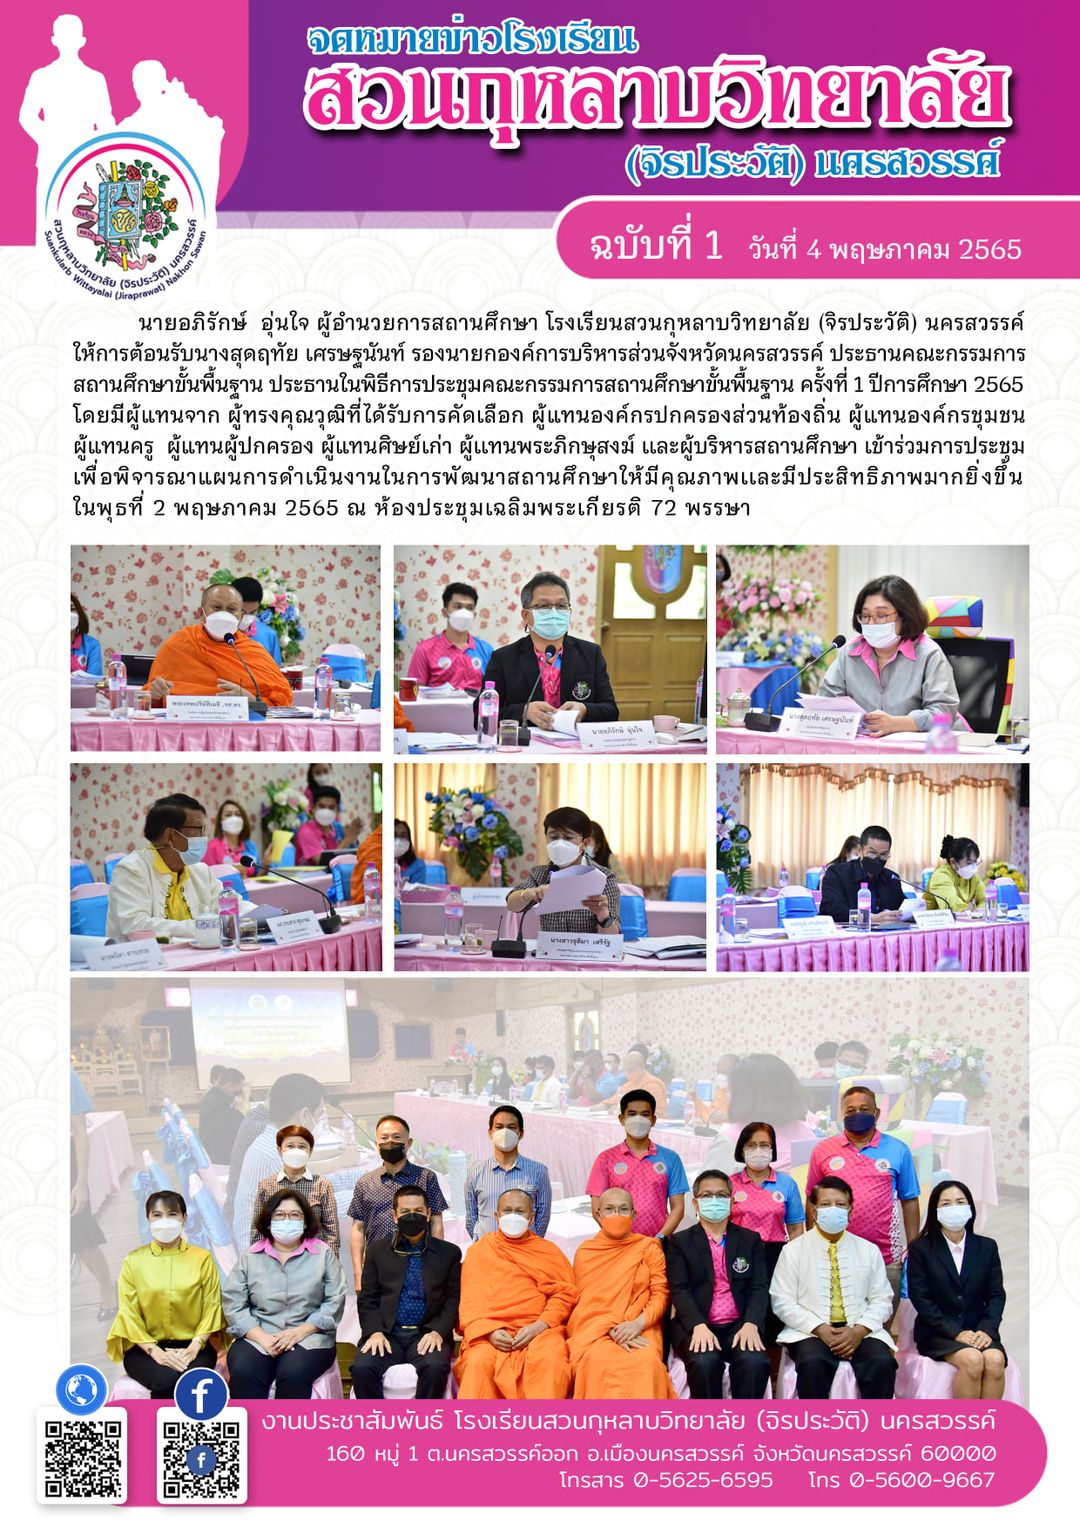 จดหมายข่าวโรงเรียน
สวนกุหลาบวิทยาลัย
(จิรประวัติ) นครสวรรค์
สวนกุหลาบวิทยาลัย (จิรประวัติ) นครสวรรค์
Suankularb Wittayalai (Jiraprawat) Nakhon Sawan
ฉบับที่ 1 วันที่ 4 พฤษภาคม 2565
นายอภิรักษ์ อุ่นใจ ผู้อำนวยการสถานศึกษา โรงเรียนสวนกุหลาบวิทยาลัย (จิรประวัติ) นครสวรรค์
ให้การต้อนรับนางสุดฤทัย เศรษฐนันท์ รองนายกองค์การบริหารส่วนจังหวัดนครสวรรค์ ประธานคณะกรรมการ
สถานศึกษาขั้นพื้นฐาน ประธานในพิธีการประชุมคณะกรรมการสถานศึกษาขั้นพื้นฐาน ครั้งที่ 1 ปีการศึกษา 2565
โดยมีผู้แทนจาก ผู้ทรงคุณวุฒิที่ได้รับการคัดเลือก ผู้แทนองค์กรปกครองส่วนท้องถิ่น ผู้แทนองค์กรชุมชน
ผู้แทนครู ผู้แทนผู้ปกครอง ผู้แทนศิษย์เก่า ผู้แทนพระภิกษุสงฆ์ และผู้บริหารสถานศึกษา เข้าร่วมการประชุม
เพื่อพิจารณาแผนการดำเนินงานในการพัฒนาสถานศึกษาให้มีคุณภาพและมีประสิทธิภาพมากยิ่งขึ้น
ในพุธที่ 2 พฤษภาคม 2565 ณ ห้องประชุมเฉลิมพระเกียรติ 72 พรรษา
พระเทพปริยัติเมธี ,รศ.ดร.
นายอภิรักษ์ อุ่นใจ
นางสุดฤทัย เศรษฐนันท์
นางสาวชุติมา เสรีรัฐ
งานประชาสัมพันธ์ โรงเรียนสวนกุหลาบวิทยาลัย (จิรประวัติ) นครสวรรค์
160 หมู่ 1 ต.นครสวรรค์ออก อ.เมืองนครสวรรค์ จังหวัดนครสวรรค์ 60000
โทรสาร 0-5625-6595 โทร 0-5600-9667